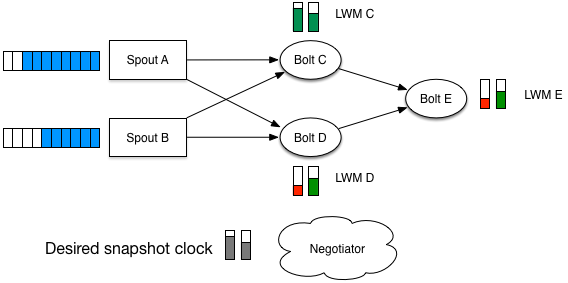 LWM C
Spout A
Bolt C
Bolt E
LWM E
Spout B
Bolt D
LWM D
Desired snapshot clock
Negotiator